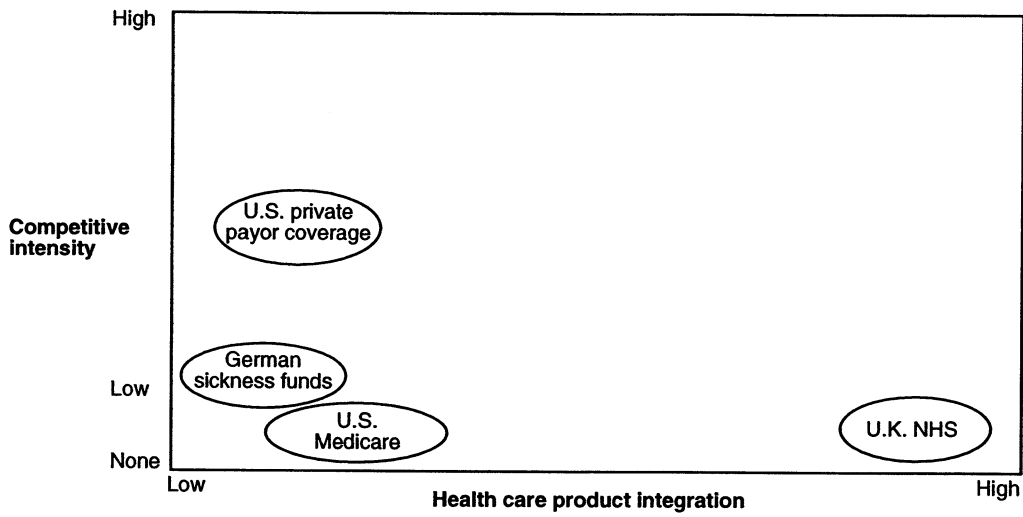 High
U.S. private
payor coverage
Competitive
intensity
German
sickness funds
Low
U.S.
Medicare
U.K. NHS
None
Low
High
Health care product integration